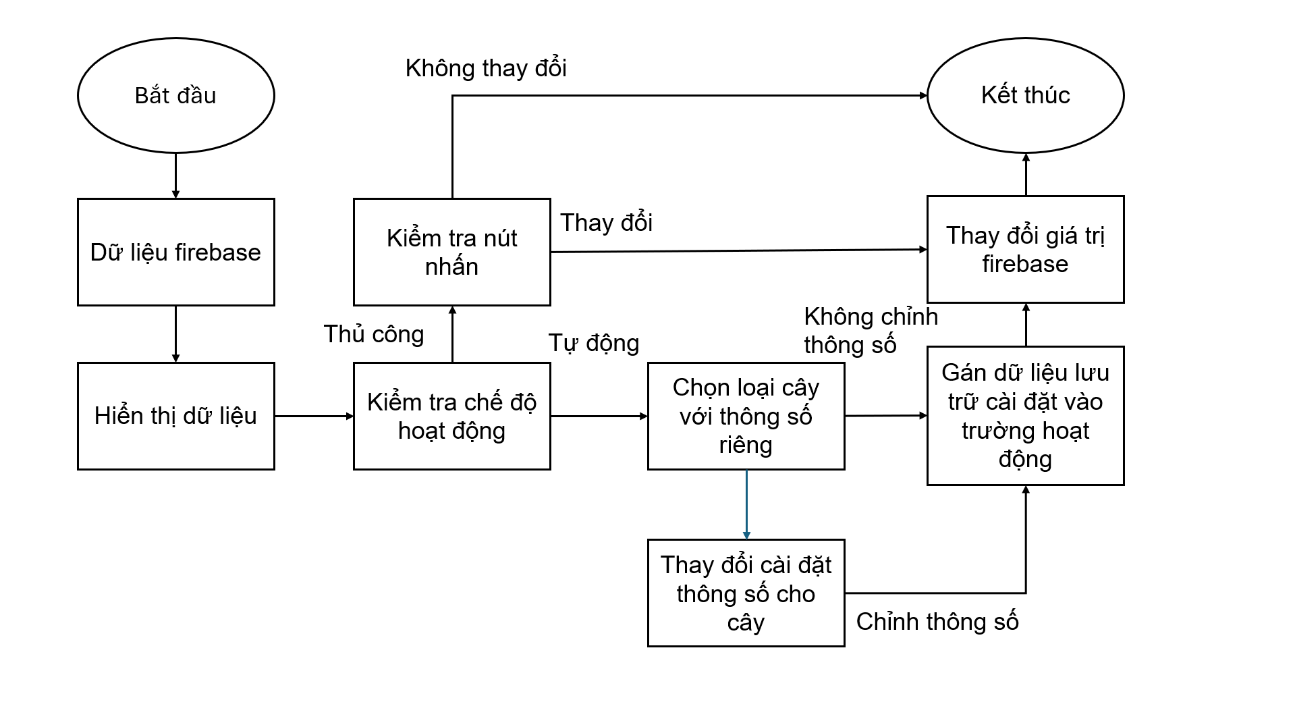 Bắt đầu
Không thay đổi
Kết thúc
Dữ liệu firebase
Kiểm tra nút
nhấn
Thay đổi
Thay đổi giá trị
firebase
Thủ công
Tự động
Không chỉnh
thông số
Hiển thị dữ liệu
Kiểm tra chế độ
hoạt động
Chọn loại cây
với thông số
riêng
Gán dữ liệu lưu
trữ cài đặt vào
trường hoạt
động
Thay đổi cài đặt
thông số cho
cây
Chỉnh thông số